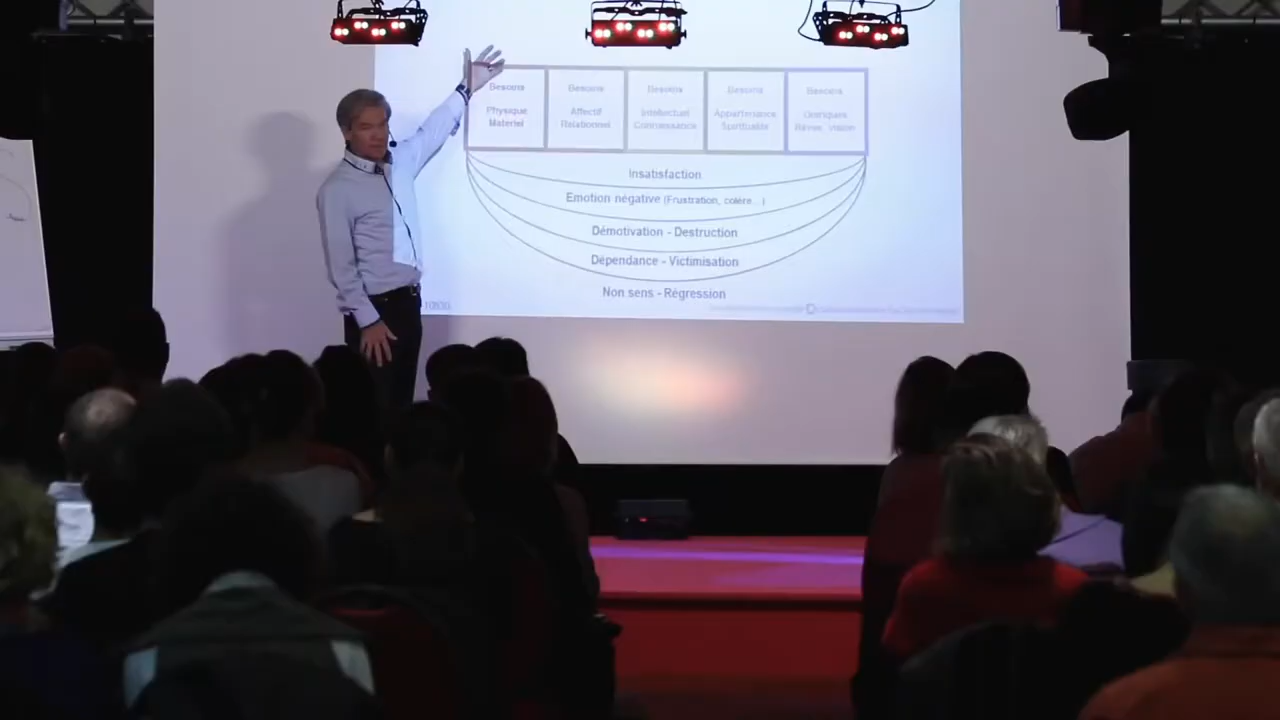 Besoins
Physique
Materiel
Besoins
Affectif
Relationnel
Besoins
Intellectuel
Connaissance
Besoins
Appartenance
Spiritualité
Besoins
Oniriques
Rêves, vision
Insatisfaction
Emotion négative (Frustration, colère...)
Démotivation - Destruction
Dépendance - Victimisation
Non sens - Régression